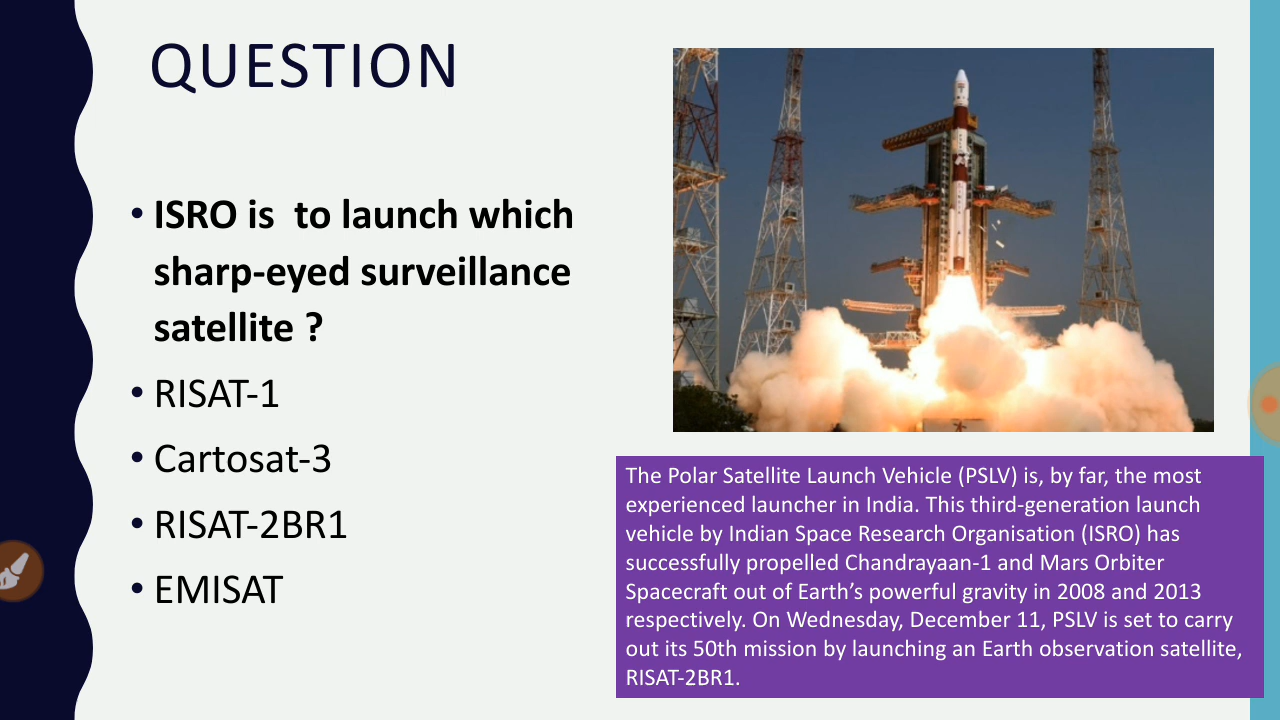 QUESTION
• ISRO is  to launch which
sharp-eyed surveillance
satellite ?
• RISAT-1
• Cartosat-3
• RISAT-2BR1
• EMISAT
The Polar Satellite Launch Vehicle (PSLV) is, by far, the most
experienced launcher in India. This third-generation launch
vehicle by Indian Space Research Organisation (ISRO) has
successfully propelled Chandrayaan-1 and Mars Orbiter
Spacecraft out of Earth’s powerful gravity in 2008 and 2013
respectively. On Wednesday, December 11, PSLV is set to carry
out its 50th mission by launching an Earth observation satellite,
RISAT-2BR1.